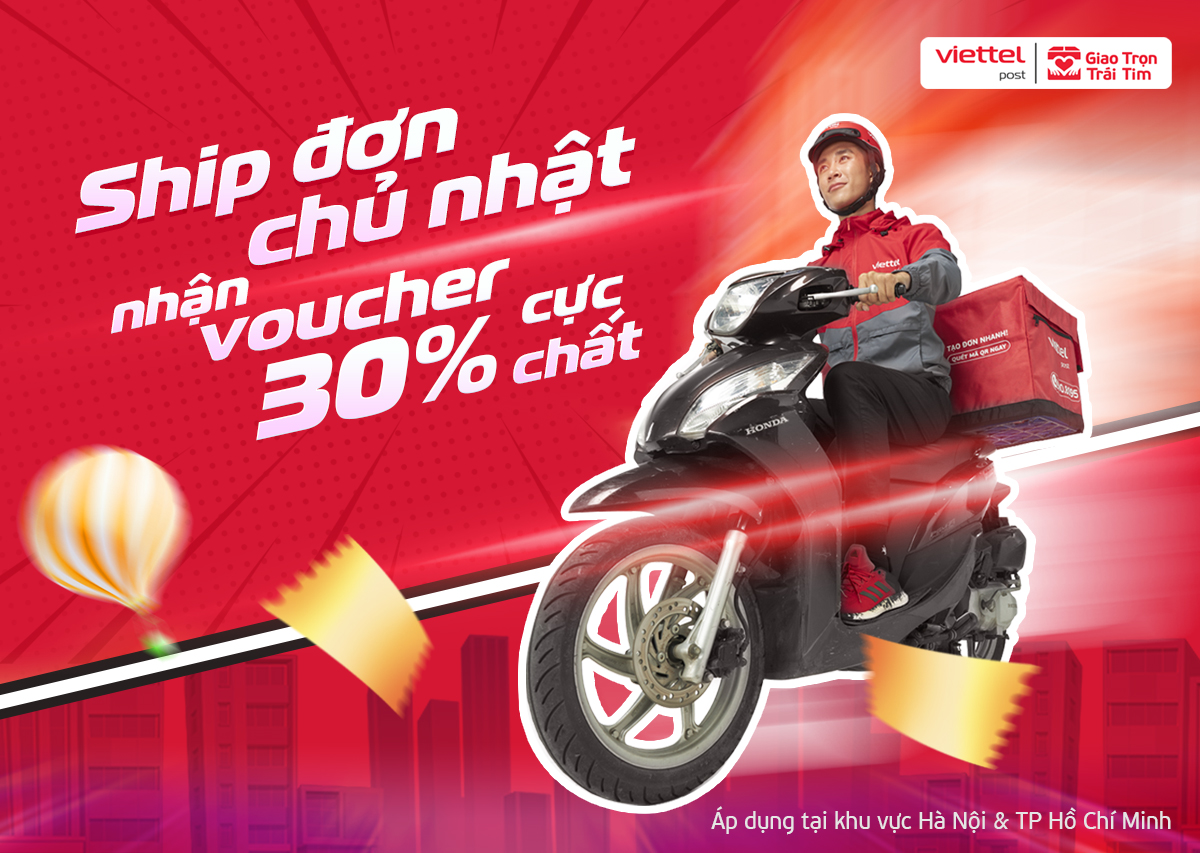 viettel
post
Giao Trọn
Trái Tim
Ship đơn
chủ nhật
nhận
voucher
30% cực
chất
viettel
TẠO ĐƠN NHANH!
QUÉT MÃ QR NGAY
viettel
post
HONDA
Áp dụng tại khu vực Hà Nội & TP Hồ Chí Minh